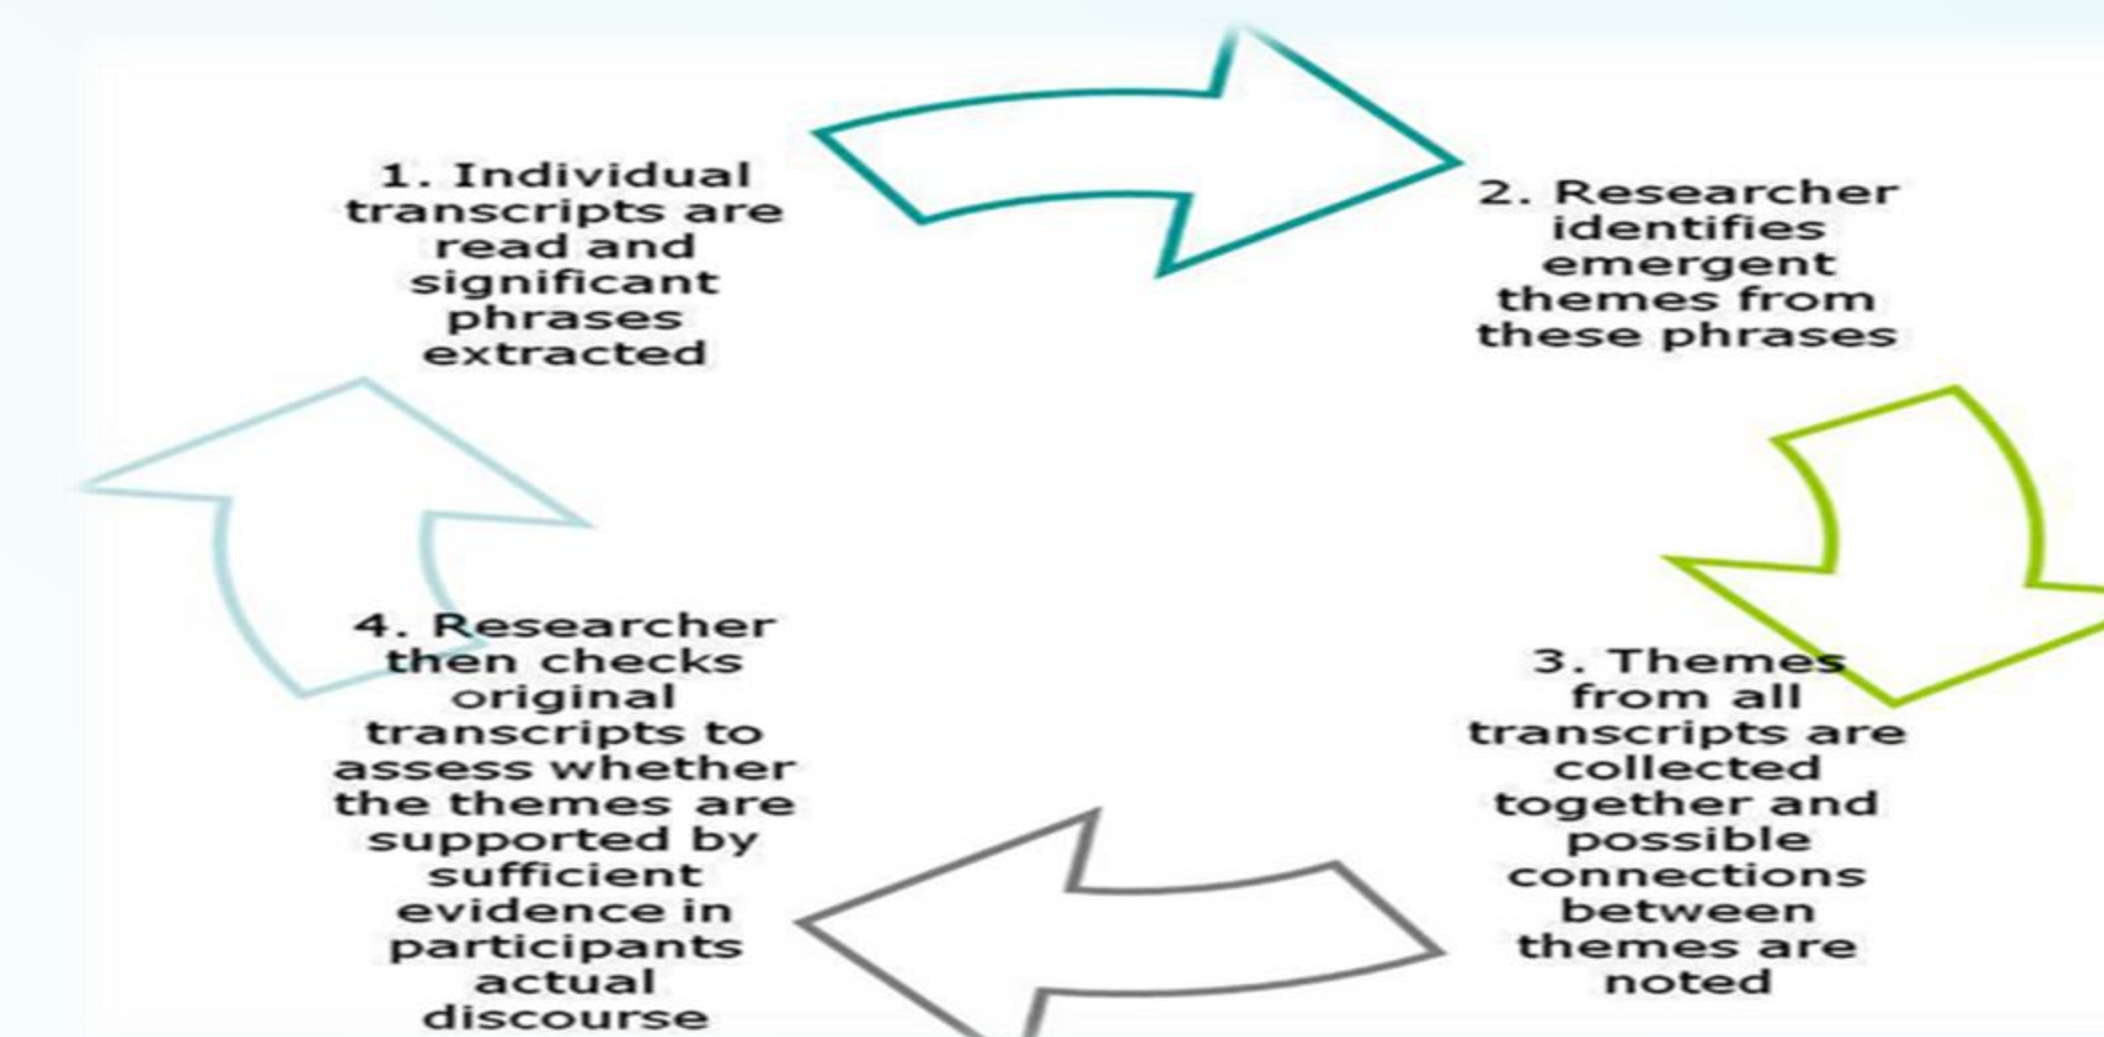 1. Individual
transcripts are
read and
significant
phrases
extracted
2. Researcher
identifies
emergent
themes from
these phrases
3. Themes
from all
transcripts are
collected
together and
possible
connections
between
themes are
noted
4. Researcher
then checks
original
transcripts to
assess whether
the themes are
supported by
sufficient
evidence in
participants
actual
discourse